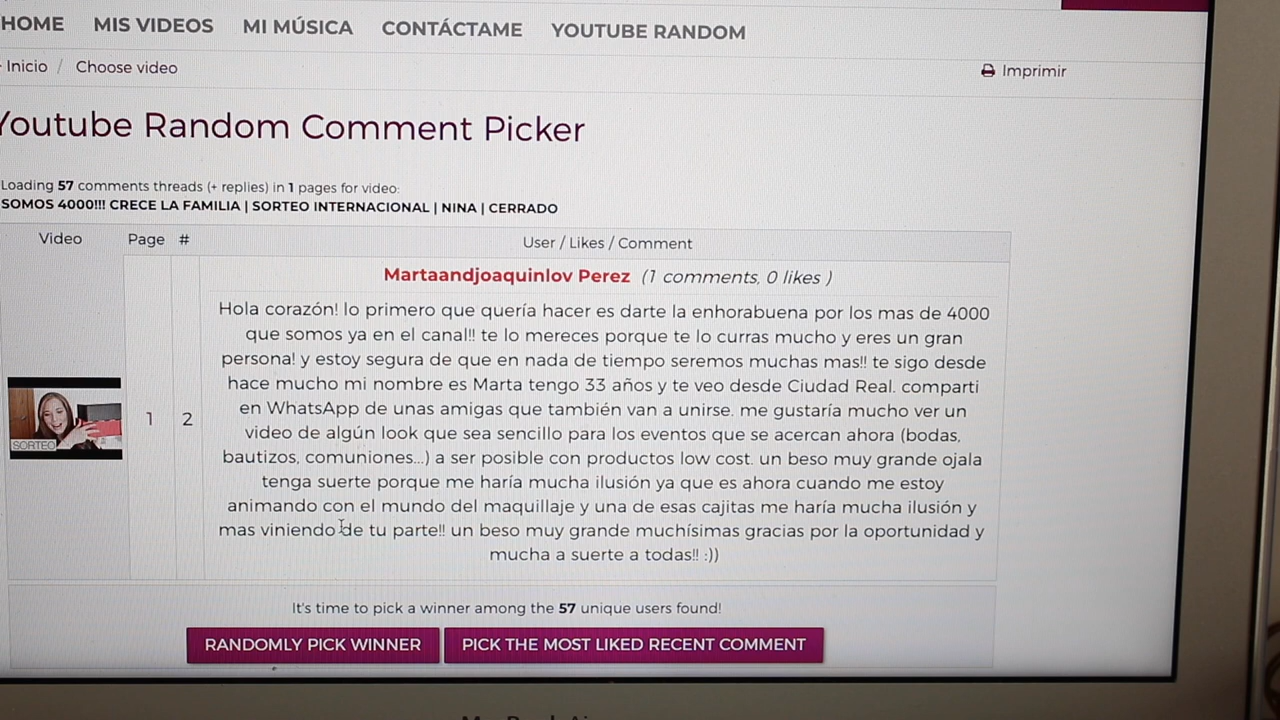 HOME MIS VIDEOS MI MÚSICA CONTÁCTAME YOUTUBE RANDOM
Inicio / Choose video
Imprimir
Youtube Random Comment Picker
Loading 57 comments threads (+ replies) in 1 pages for video:
SOMOS 4000!!! CRECE LA FAMILIA | SORTEO INTERNACIONAL | NINA | CERRADO
Video Page # User / Likes / Comment
Martaandjoaquinlov Perez (1 comments, 0 likes )
Hola corazón! lo primero que quería hacer es darte la enhorabuena por los mas de 4000
que somos ya en el canal!! te lo mereces porque te lo curras mucho y eres un gran
persona! y estoy segura de que en nada de tiempo seremos muchas mas!! te sigo desde
hace mucho mi nombre es Marta tengo 33 años y te veo desde Ciudad Real. comparti
en WhatsApp de unas amigas que también van a unirse. me gustaría mucho ver un
video de algún look que sea sencillo para los eventos que se acercan ahora (bodas,
bautizos, comuniones...) a ser posible con productos low cost. un beso muy grande ojala
tenga suerte porque me haría mucha ilusión ya que es ahora cuando me estoy
animando con el mundo del maquillaje y una de esas cajitas me haría mucha ilusión y
mas viniendo de tu parte!! un beso muy grande muchísimas gracias por la oportunidad y
mucha a suerte a todas!! :))
SORTEO
1 2
It's time to pick a winner among the 57 unique users found!
RANDOMLY PICK WINNER PICK THE MOST LIKED RECENT COMMENT